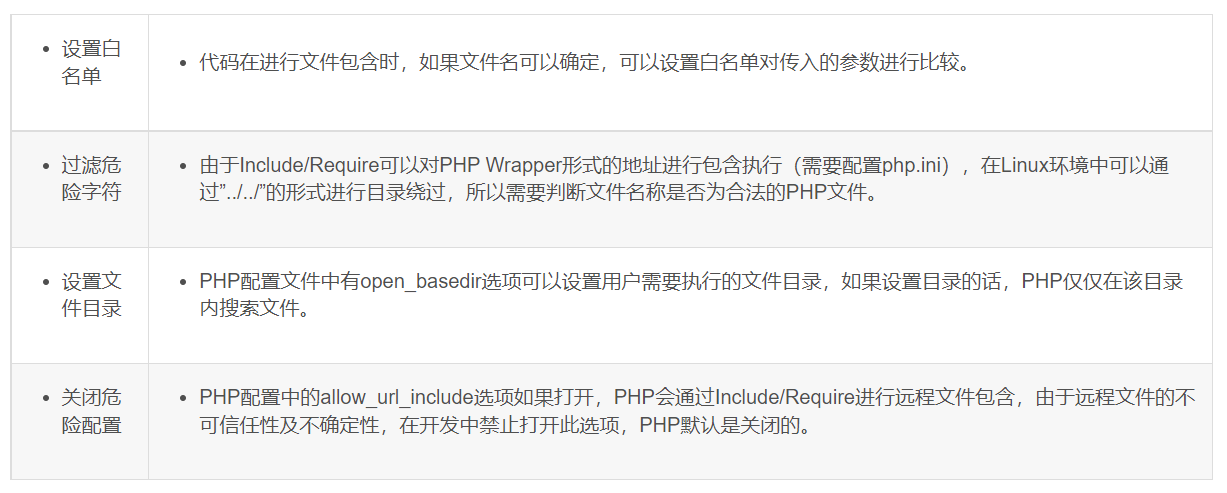 设置白
名单
代码在进行文件包含时，如果文件名可以确定，可以设置白名单对传入的参数进行比较。
过滤危
险字符
由于Include/Require可以对PHP Wrapper形式的地址进行包含执行（需要配置php.ini），在Linux环境中可以通
过”../../”的形式进行目录绕过，所以需要判断文件名称是否为合法的PHP文件。
设置文
件目录
PHP配置文件中有open_basedir选项可以设置用户需要执行的文件目录，如果设置目录的话，PHP仅仅在该目录
内搜索文件。
关闭危
险配置
PHP配置中的allow_url_include选项如果打开，PHP会通过Include/Require进行远程文件包含，由于远程文件的不
可信任性及不确定性，在开发中禁止打开此选项，PHP默认是关闭的。